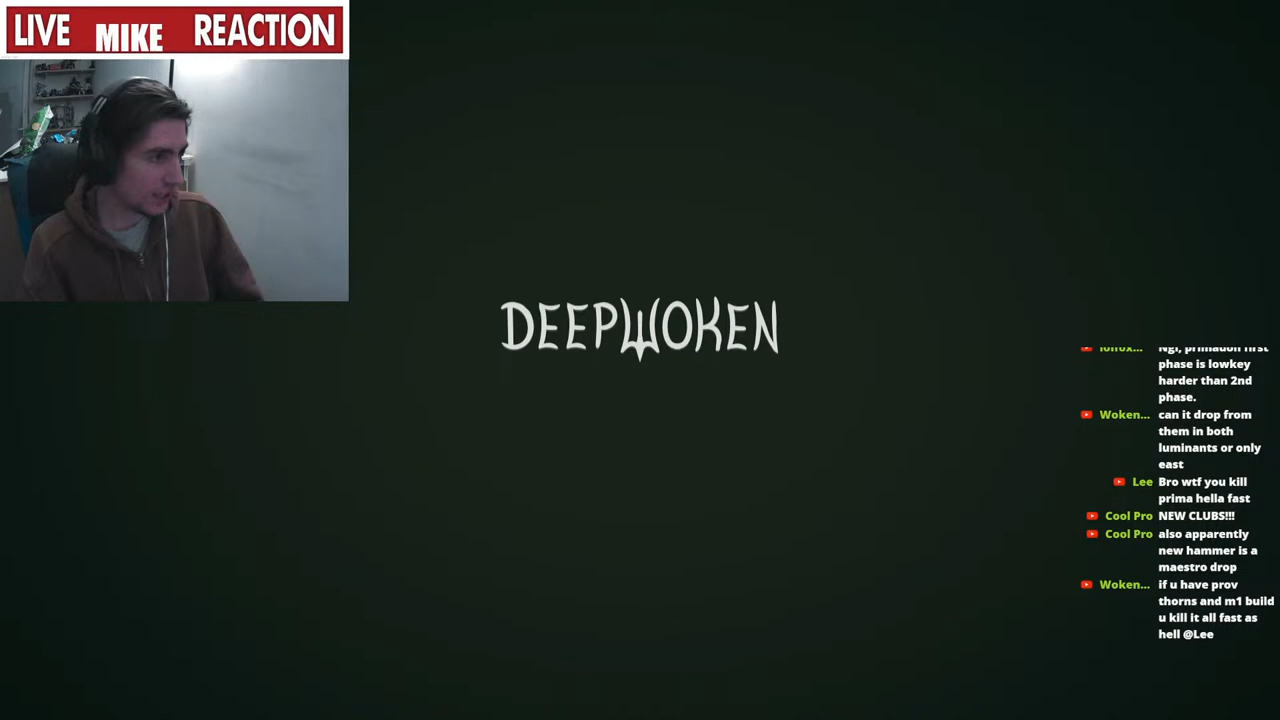 LIVE MIKE REACTION
DEEPWOKEN
Ngl, primadon first
phase is lowkey
harder than 2nd
phase.
Woken... can it drop from
them in both
luminants or only
east
Lee Bro wtf you kill
prima hella fast
Cool Pro NEW CLUBS!!!
Cool Pro also apparently
new hammer is a
maestro drop
Woken... if u have prov
thorns and m1 build
u kill it all fast as
hell @Lee